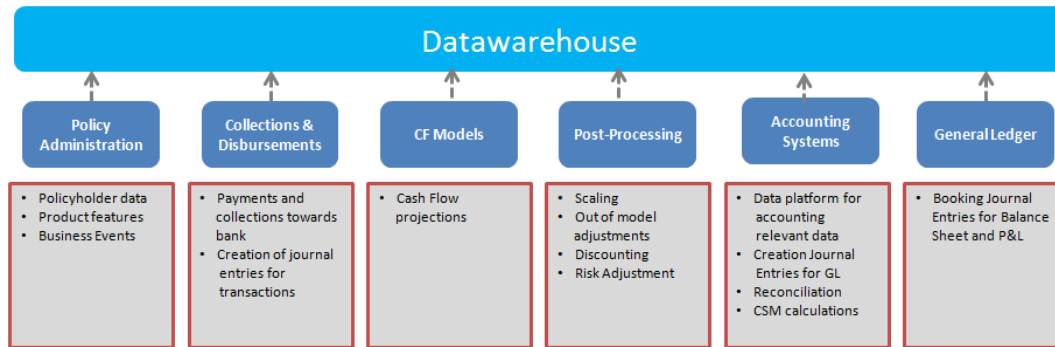 Datawarehouse
Policy
Administration
Collections &
Disbursements
CF Models
Post-Processing
Accounting
Systems
General Ledger
• Policyholder data
• Product features
• Business Events
• Payments and
collections towards
bank
• Creation of journal
entries for
transactions
• Cash Flow
projections
• Scaling
• Out of model
adjustments
• Discounting
• Risk Adjustment
• Data platform for
accounting
relevant data
• Creation Journal
Entries for GL
• Reconciliation
• CSM calculations
• Booking Journal
Entries for Balance
Sheet and P&L